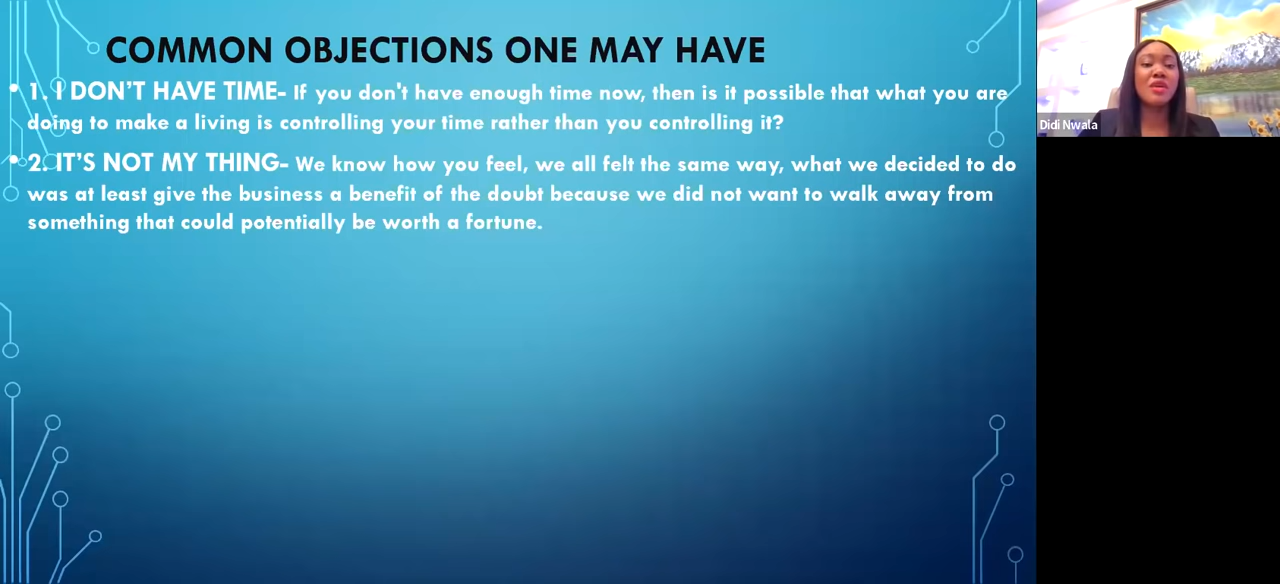 COMMON OBJECTIONS ONE MAY HAVE
• 1. I DON'T HAVE TIME- If you don't have enough time now, then is it possible that what you are
doing to make a living is controlling your time rather than you controlling it?
• 2. IT'S NOT MY THING- We know how you feel, we all felt the same way, what we decided to do
was at least give the business a benefit of the doubt because we did not want to walk away from
something that could potentially be worth a fortune.
Didi Nwala